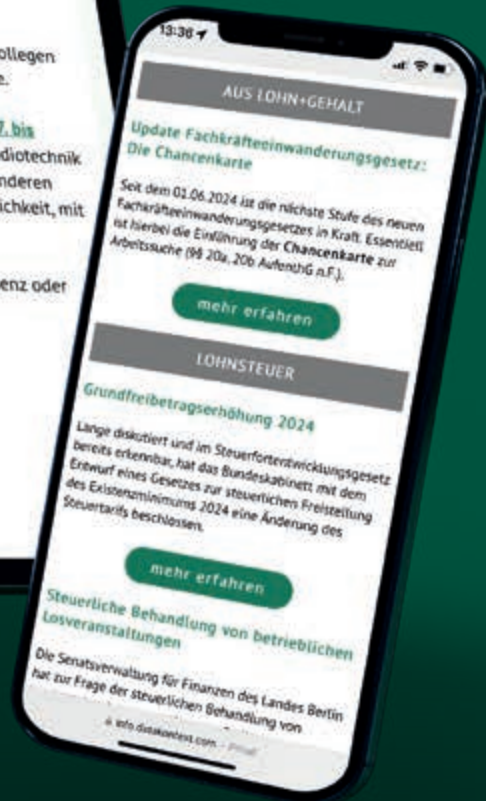 ollegen
e.
7. bis
diotechnik
nderen
ichkeit, mit
enz oder
13:36
AUS LOHN+GEHALT
Update Fachkräfteeinwanderungsgesetz:
Die Chancenkarte
Seit dem 01.06.2024 ist die nächste Stufe des neuen
Fachkräfteeinwanderungsgesetzes in Kraft. Essentiell
ist hierbei die Einführung der Chancenkarte zur
Arbeitssuche (§§ 20a, 20b AufenthG n.F.).
mehr erfahren
LOHNSTEUER
Grundfreibetragserhöhung 2024
Lange diskutiert und im Steuerfortentwicklungsgesetz
bereits erkennbar, hat das Bundeskabinett mit dem
Entwurf eines Gesetzes zur steuerlichen Freistellung
des Existenzminimums 2024 eine Änderung des
Steuertarifs beschlossen.
mehr erfahren
Steuerliche Behandlung von betrieblichen
Losveranstaltungen
Die Senatsverwaltung für Finanzen des Landes Berlin
hat zur Frage der steuerlichen Behandlung von
info.datakontext.com – Privat